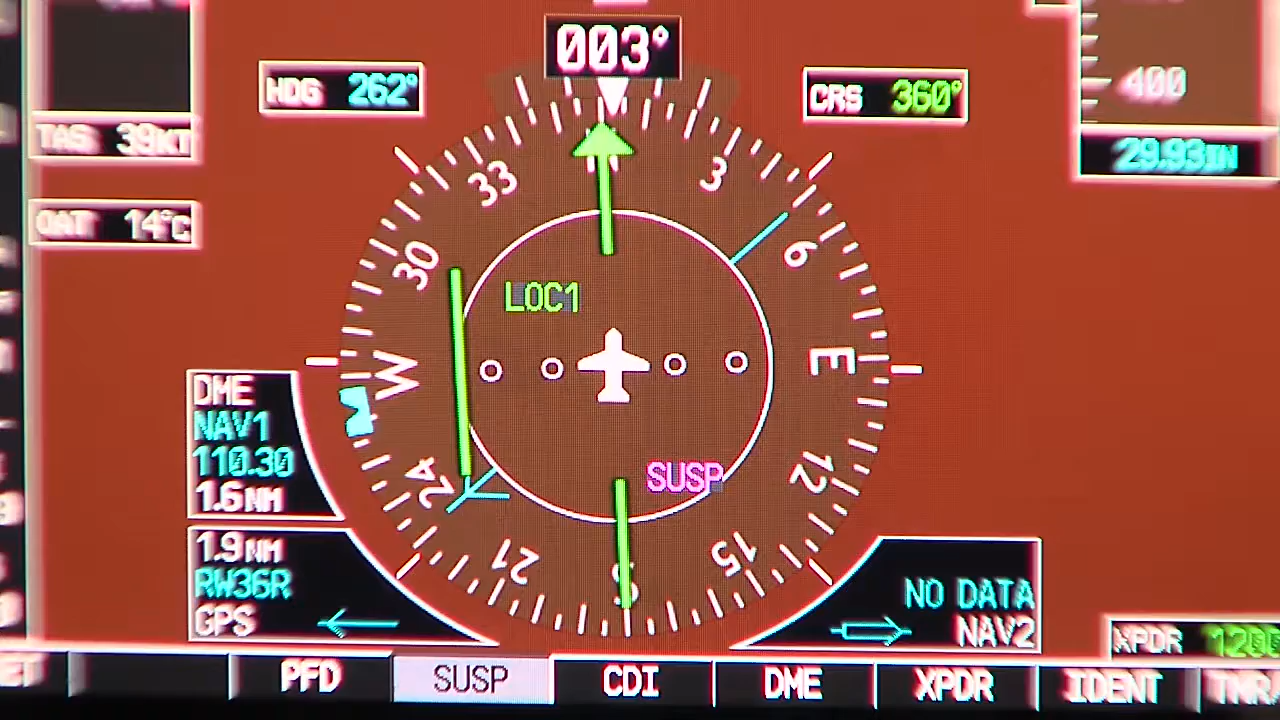 003°
HDG 262°
CRS 360°
400
TAS 39KT
29.93IN
OAT 14°C
33
3
30
6
LOC1
W
E
DME
NAV1
110.30
1.6NM
24
SUSP
12
21
15
S
1.9NM
RW36R
GPS
NO DATA
NAV2
XPDR 1200
PFD
SUSP
CDI
DME
XPDR
IDENT
TMR/